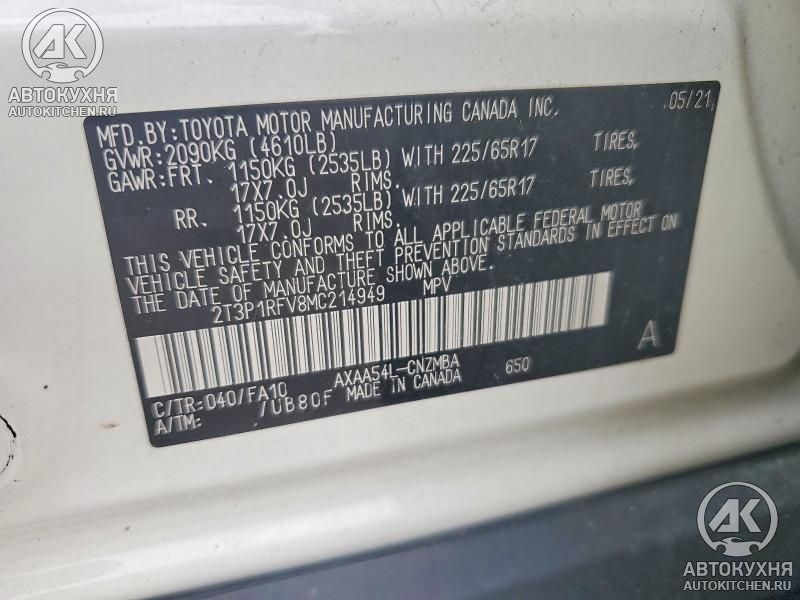 АК
АВТОКУХНЯ
AUTOKITCHEN.RU
MFD.BY:TOYOTA MOTOR MANUFACTURING CANADA INC. 05/21
GVWR:2090KG (4610LB)
GAWR:FRT. 1150KG (2535LB) WITH 225/65R17 TIRES.
17X7.0J RIMS.
RR. 1150KG (2535LB) WITH 225/65R17 TIRES.
17X7.0J RIMS.
THIS VEHICLE CONFORMS TO ALL APPLICABLE FEDERAL MOTOR
VEHICLE SAFETY AND THEFT PREVENTION STANDARDS IN EFFECT ON
THE DATE OF MANUFACTURE SHOWN ABOVE.
2T3P1RFV8MC214949 MPV
A
C/TR:040/FA10 AXAA54L-CNZMBA 650
A/TM: /UB80F MADE IN CANADA
АК
АВТОКУХНЯ
AUTOKITCHEN.RU